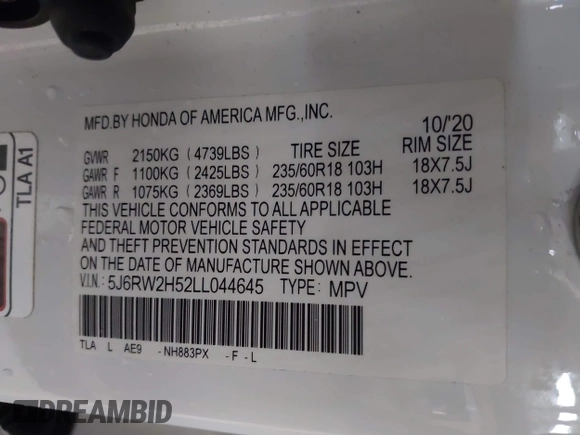 MFD.BY HONDA OF AMERICA MFG.,INC.
10/'20
GVWR 2150KG (4739LBS) TIRE SIZE RIM SIZE
GAWR F 1100KG (2425LBS) 235/60R18 103H 18X7.5J
GAWR R 1075KG (2369LBS) 235/60R18 103H 18X7.5J
THIS VEHICLE CONFORMS TO ALL APPLICABLE
FEDERAL MOTOR VEHICLE SAFETY
AND THEFT PREVENTION STANDARDS IN EFFECT
ON THE DATE OF MANUFACTURE SHOWN ABOVE.
V.I.N.: 5J6RW2H52LL044645 TYPE: MPV
TLA L AE9 -NH883PX -F-L
TLA A1
DREAMBID